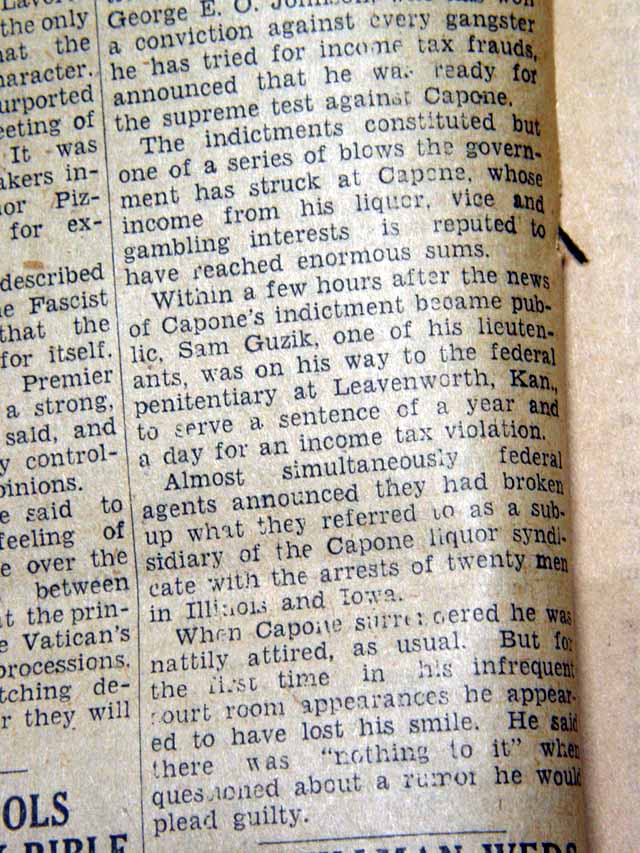 the only
that the
character.
purported
meeting of
It was
akers in-
nor Piz-
for ex-
described
he Fascist
that the
for itself.
Premier
a strong,
said, and
y control-
pinions.
e said to
feeling of
e over the
between
at the prin-
e Vatican's
processions.
tching de-
r they will
OLS
BIBLE
George E. Q. Johnson, who has won
a conviction against every gangster
he has tried for income tax frauds,
announced that he was ready for
the supreme test against Capone.
The indictments constituted but
one of a series of blows the govern-
ment has struck at Capone, whose
income from his liquor, vice and
gambling interests is reputed to
have reached enormous sums.
Within a few hours after the news
of Capone's indictment became pub-
lic, Sam Guzik, one of his lieuten-
ants, was on his way to the federal
penitentiary at Leavenworth, Kan.,
to serve a sentence of a year and
a day for an income tax violation.
Almost simultaneously federal
agents announced they had broken
up what they referred to as a sub-
sidiary of the Capone liquor syndi-
cate with the arrests of twenty men
in Illinois and Iowa.
When Capone surrendered he was
nattily attired, as usual. But for
the first time in his infrequent
court room appearances he appear-
ed to have lost his smile. He said
there was "nothing to it" when
questioned about a rumor he would
plead guilty.
MAN WEDS